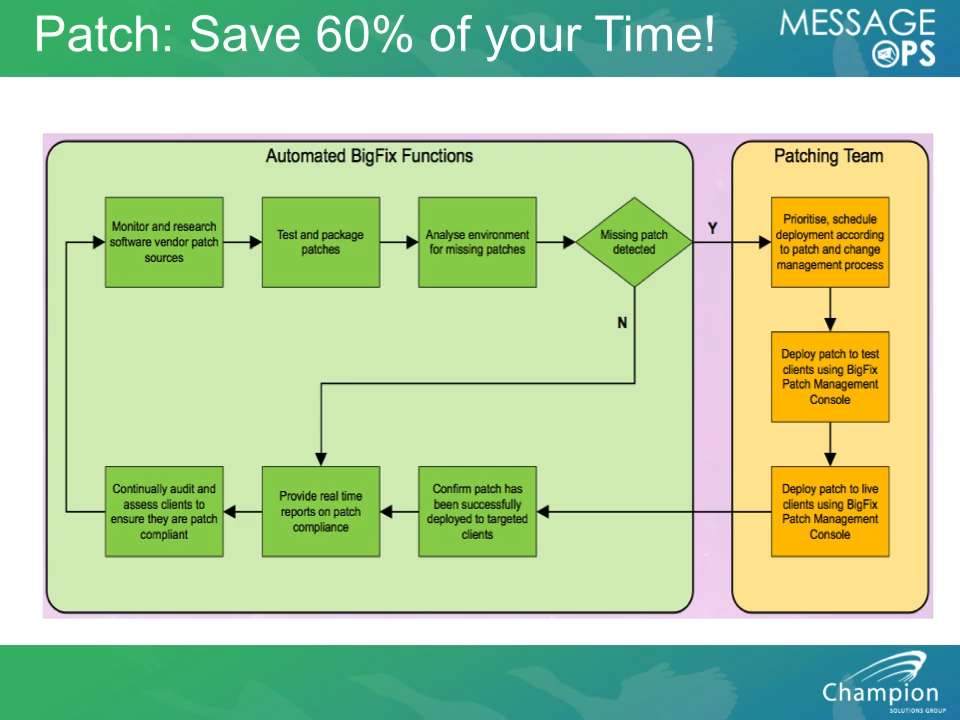 Patch: Save 60% of your Time!
MESSAGE
OPS
Automated BigFix Functions
Patching Team
Monitor and research
software vendor patch
sources
Test and package
patches
Analyse environment
for missing patches
Missing patch
detected
Y
N
Prioritise, schedule
deployment according
to patch and change
management process
Deploy patch to test
clients using BigFix
Patch Management
Console
Deploy patch to live
clients using BigFix
Patch Management
Console
Confirm patch has
been successfully
deployed to targeted
clients
Provide real time
reports on patch
compliance
Continually audit and
assess clients to
ensure they are patch
compliant
Champion
SOLUTIONS GROUP